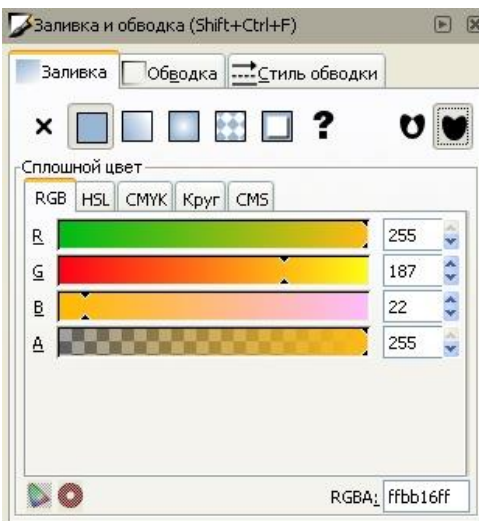 Заливка и обводка (Shift+Ctrl+F)
Заливка Обводка Стиль обводки
Сплошной цвет
RGB HSL CMYK Круг CMS
R 255
G 187
B 22
A 255
RGBA: ffbb16ff